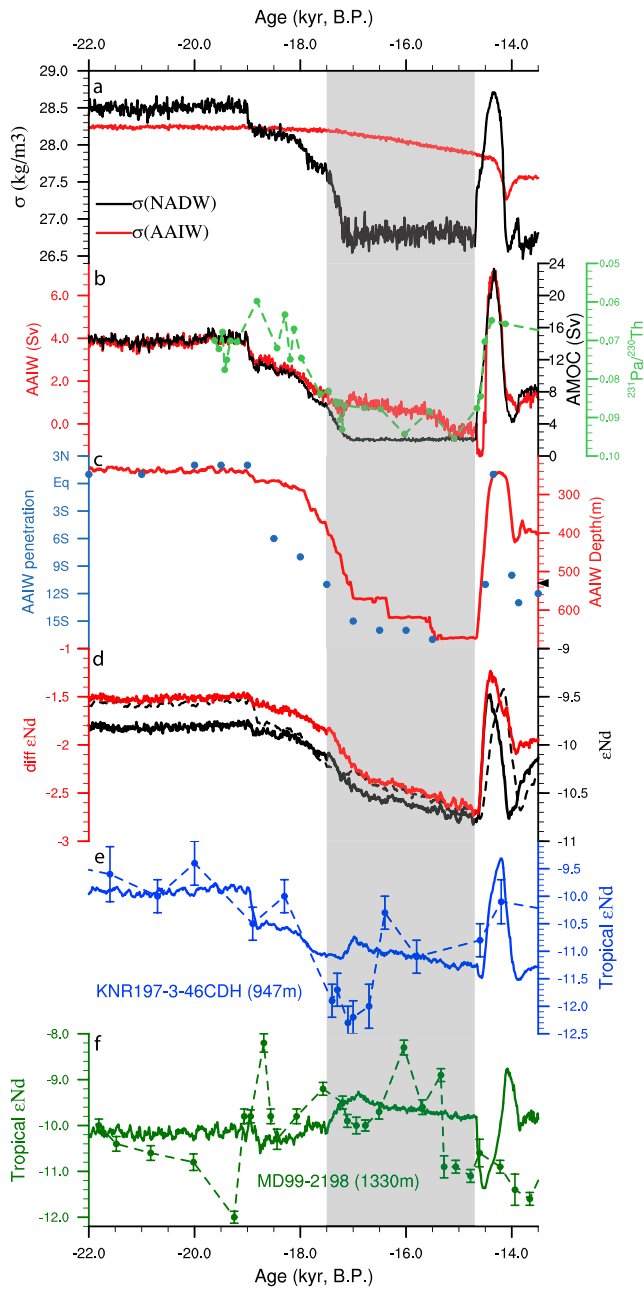 Age (kyr, B.P.)
-22.0 -20.0 -18.0 -16.0 -14.0
a
29.0
28.5
28.0
27.5
27.0
26.5
σ (kg/m3)
σ(NADW)
σ(AAIW)
b
6.0
4.0
2.0
0.0
AAIW (Sv)
24
20
16
12
8
4
0
AMOC (Sv)
0.05
0.06
0.07
0.08
0.09
0.10
231Pa/230Th
c
3N
Eq
3S
6S
9S
12S
15S
AAIW penetration
300
400
500
600
AAIW Depth(m)
d
-1
-1.5
-2
-2.5
-3
diff εNd
-9
-9.5
-10
-10.5
-11
εNd
e
-9.5
-10.0
-10.5
-11.0
-11.5
-12.0
-12.5
Tropical εNd
KNR197-3-46CDH (947m)
f
-8.0
-9.0
-10.0
-11.0
-12.0
Tropical εNd
MD99-2198 (1330m)
-22.0 -20.0 -18.0 -16.0 -14.0
Age (kyr, B.P.)